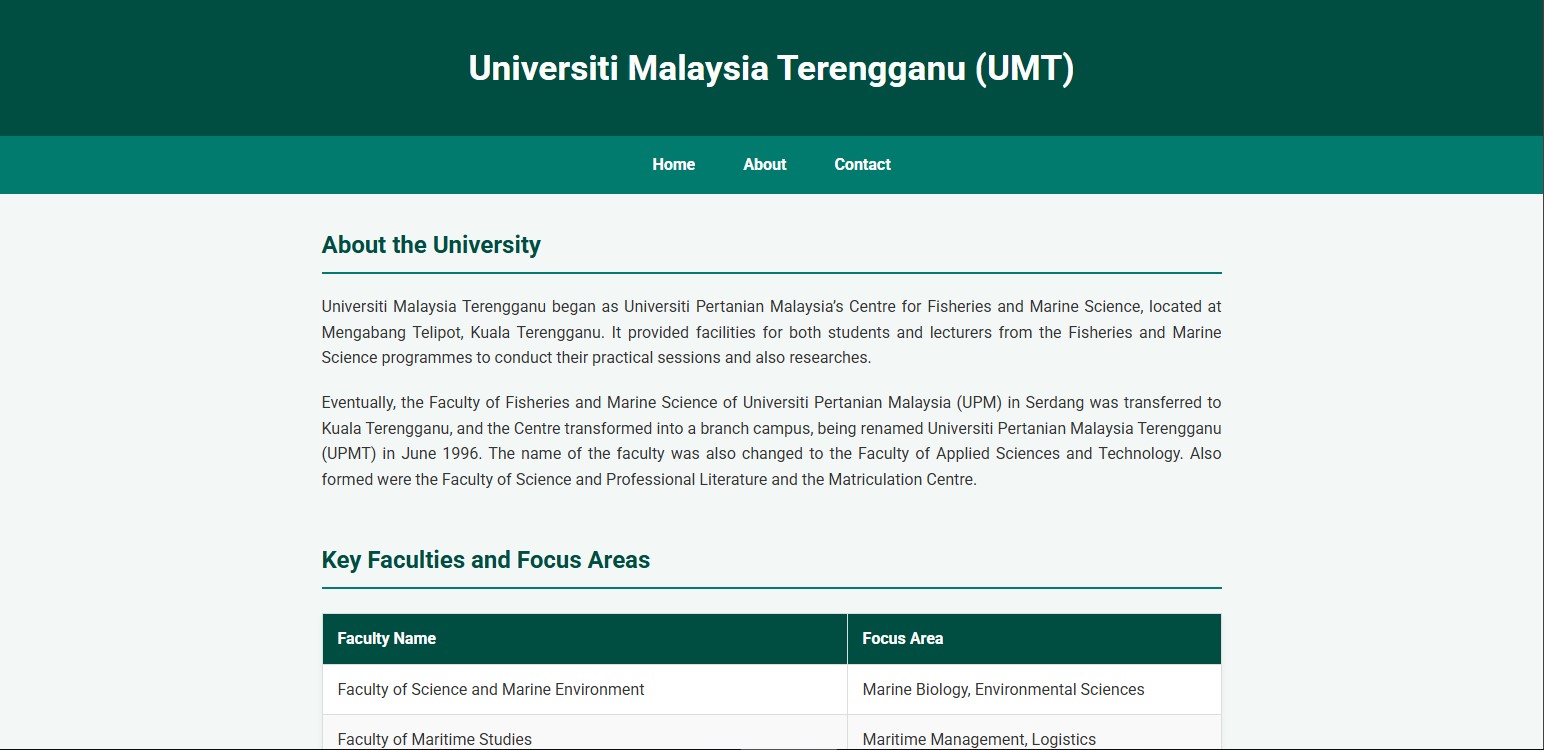 Universiti Malaysia Terengganu (UMT)
Home About Contact
About the University
Universiti Malaysia Terengganu began as Universiti Pertanian Malaysia’s Centre for Fisheries and Marine Science, located at
Mengabang Telipot, Kuala Terengganu. It provided facilities for both students and lecturers from the Fisheries and Marine
Science programmes to conduct their practical sessions and also researches.
Eventually, the Faculty of Fisheries and Marine Science of Universiti Pertanian Malaysia (UPM) in Serdang was transferred to
Kuala Terengganu, and the Centre transformed into a branch campus, being renamed Universiti Pertanian Malaysia Terengganu
(UPMT) in June 1996. The name of the faculty was also changed to the Faculty of Applied Sciences and Technology. Also
formed were the Faculty of Science and Professional Literature and the Matriculation Centre.
Key Faculties and Focus Areas
Faculty Name Focus Area
Faculty of Science and Marine Environment Marine Biology, Environmental Sciences
Faculty of Maritime Studies Maritime Management, Logistics